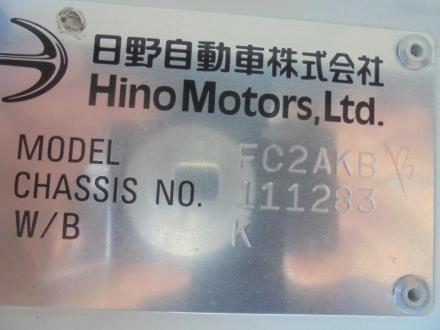 日野自動車株式会社
Hino Motors, Ltd.
MODEL FC2AKB
CHASSIS NO. 111283
W/B K